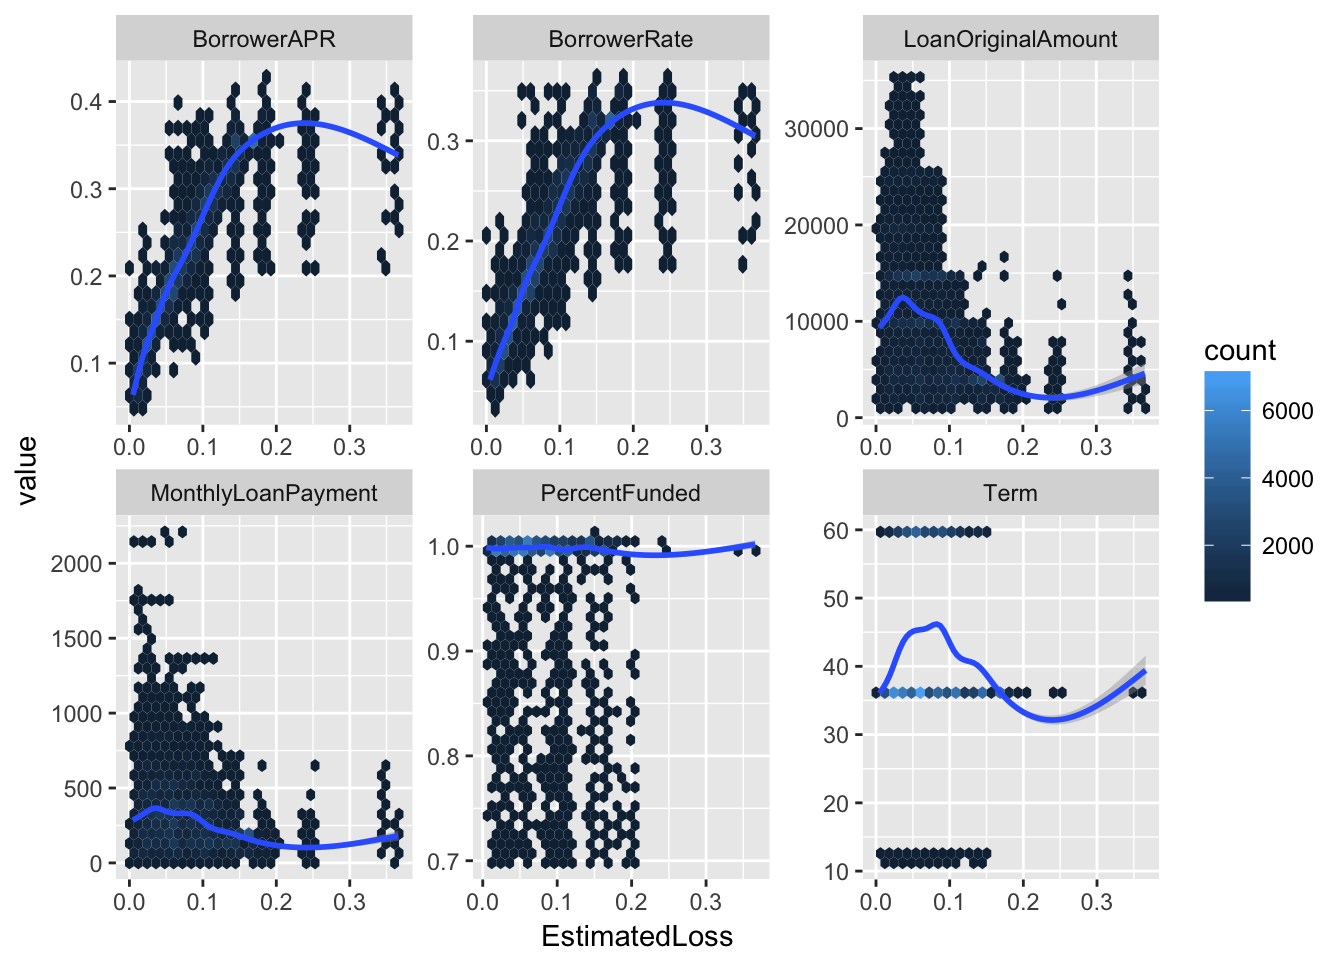 BorrowerAPR BorrowerRate LoanOriginalAmount
0.4
0.3
0.2
0.1
0.0 0.1 0.2 0.3
0.3
0.2
0.1
0.0 0.1 0.2 0.3
30000
20000
10000
0
0.0 0.1 0.2 0.3
value
MonthlyLoanPayment PercentFunded Term
2000
1500
1000
500
0
0.0 0.1 0.2 0.3
1.0
0.9
0.8
0.7
0.0 0.1 0.2 0.3
60
50
40
30
20
10
0.0 0.1 0.2 0.3
EstimatedLoss
count
6000
4000
2000